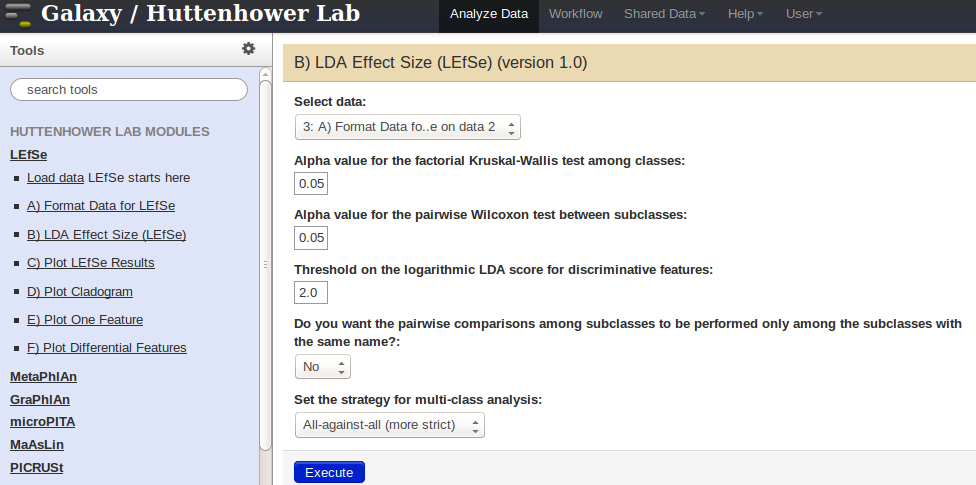 Galaxy / Huttenhower Lab
Analyze Data Workflow Shared Data Help User
Tools
search tools
HUTTENHOWER LAB MODULES
LEfSe
Load data LEfSe starts here
A) Format Data for LEfSe
B) LDA Effect Size (LEfSe)
C) Plot LEfSe Results
D) Plot Cladogram
E) Plot One Feature
F) Plot Differential Features
MetaPhlAn
GraPhlAn
microPITA
MaAsLin
PICRUSt
B) LDA Effect Size (LEfSe) (version 1.0)
Select data:
3: A) Format Data fo..e on data 2
Alpha value for the factorial Kruskal-Wallis test among classes:
0.05
Alpha value for the pairwise Wilcoxon test between subclasses:
0.05
Threshold on the logarithmic LDA score for discriminative features:
2.0
Do you want the pairwise comparisons among subclasses to be performed only among the subclasses with
the same name?:
No
Set the strategy for multi-class analysis:
All-against-all (more strict)
Execute